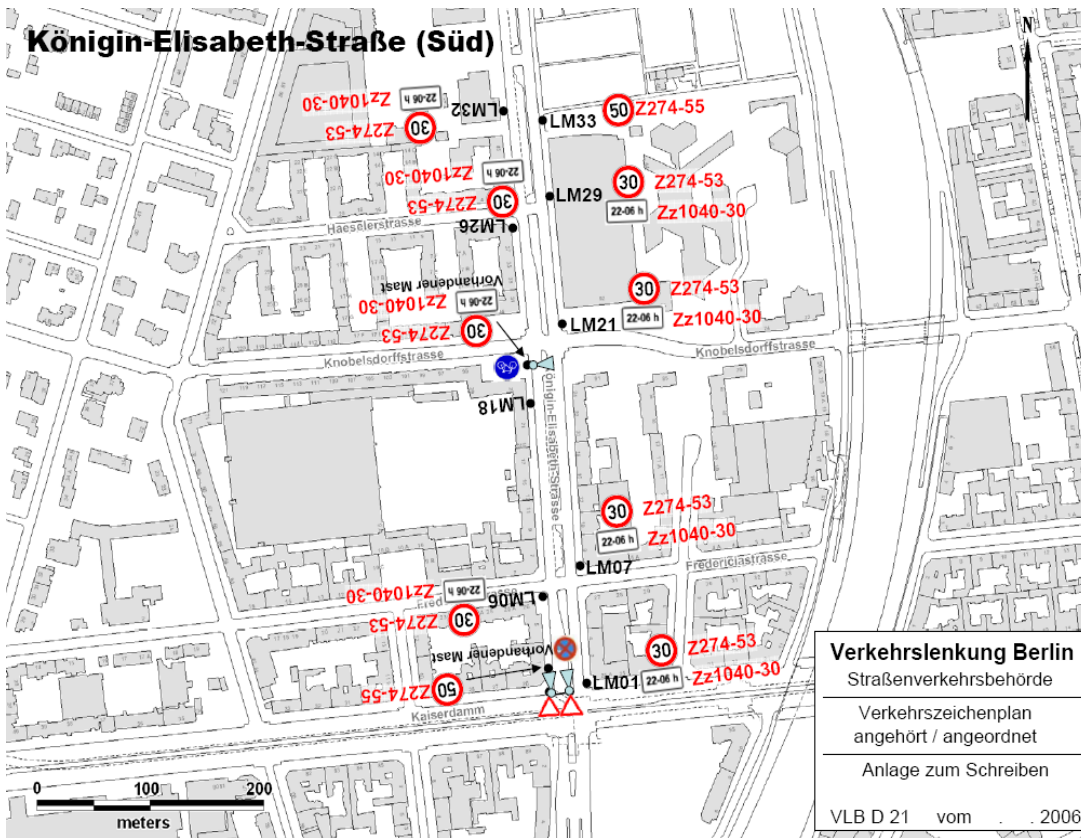 Königin-Elisabeth-Straße (Süd)
N
Zz1040-30
22-06 h
LM32
Z274-53
30
50
Z274-55
LM33
Zz1040-30
22-06 h
30
Z274-53
Z274-53
30
LM29
22-06 h
Zz1040-30
LM26
Haeselerstrasse
Vorhandener Mast
30
Z274-53
Zz1040-30
22-06 h
22-06 h
Zz1040-30
Z274-53
30
LM21
Knobelsdorffstrasse
Knobelsdorffstrasse
LM18
Königin-Elisabeth-Strasse
30
Z274-53
22-06 h
Zz1040-30
LM07
Fredericiastrasse
Zz1040-30
22-06 h
LM06
Z274-53
30
Vorhandener Mast
30
Z274-53
Z274-55
50
LM01
22-06 h
Zz1040-30
Kaiserdamm
0
100
200
meters
Verkehrslenkung Berlin
Straßenverkehrsbehörde
Verkehrszeichenplan
angehört / angeordnet
Anlage zum Schreiben
VLB D 21 vom . . 2006